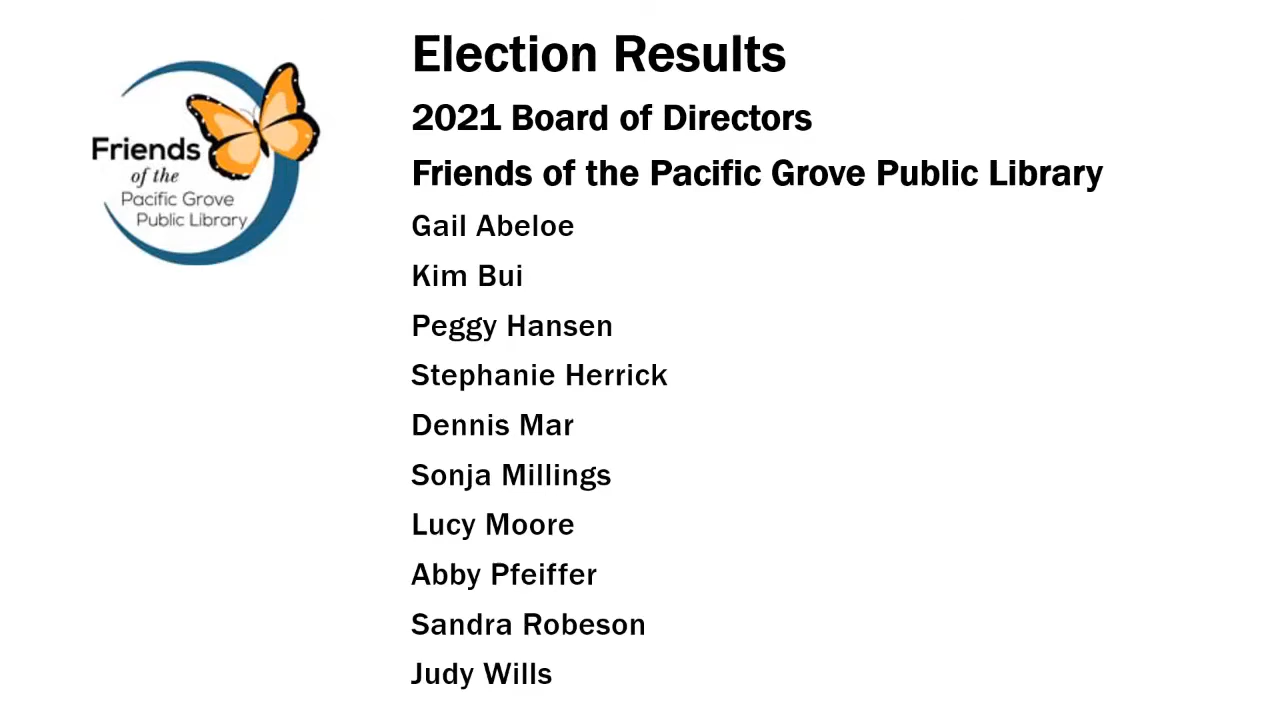 Friends
of the
Pacific Grove
Public Library
Election Results
2021 Board of Directors
Friends of the Pacific Grove Public Library
Gail Abeloe
Kim Bui
Peggy Hansen
Stephanie Herrick
Dennis Mar
Sonja Millings
Lucy Moore
Abby Pfeiffer
Sandra Robeson
Judy Wills